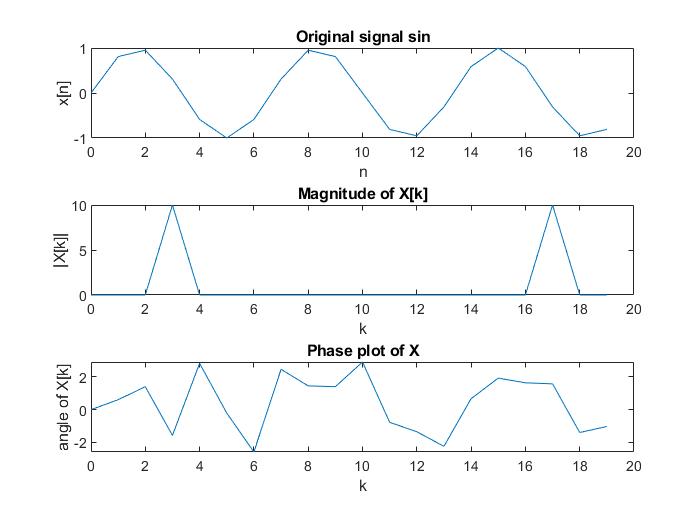 Original signal sin
1
0
-1
x[n]
0 2 4 6 8 10 12 14 16 18 20
n
Magnitude of X[k]
10
5
0
|X[k]|
0 2 4 6 8 10 12 14 16 18 20
k
Phase plot of X
2
0
-2
angle of X[k]
0 2 4 6 8 10 12 14 16 18 20
k